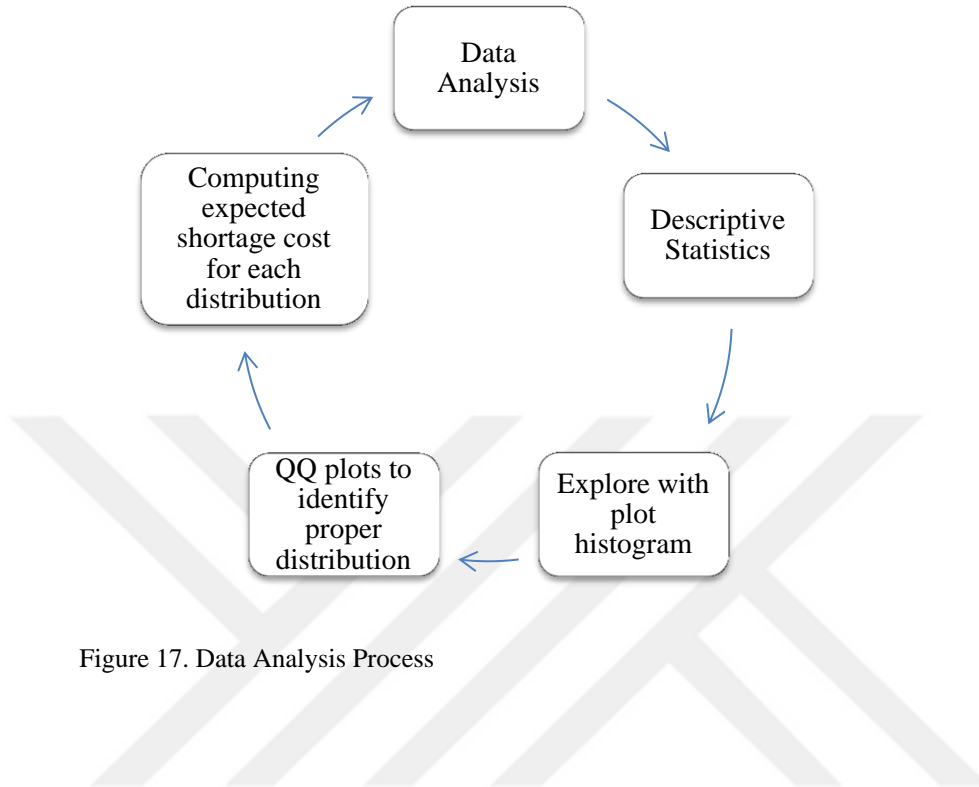 Data
Analysis
Descriptive
Statistics
Explore with
plot
histogram
QQ plots to
identify
proper
distribution
Computing
expected
shortage cost
for each
distribution
Figure 17. Data Analysis Process